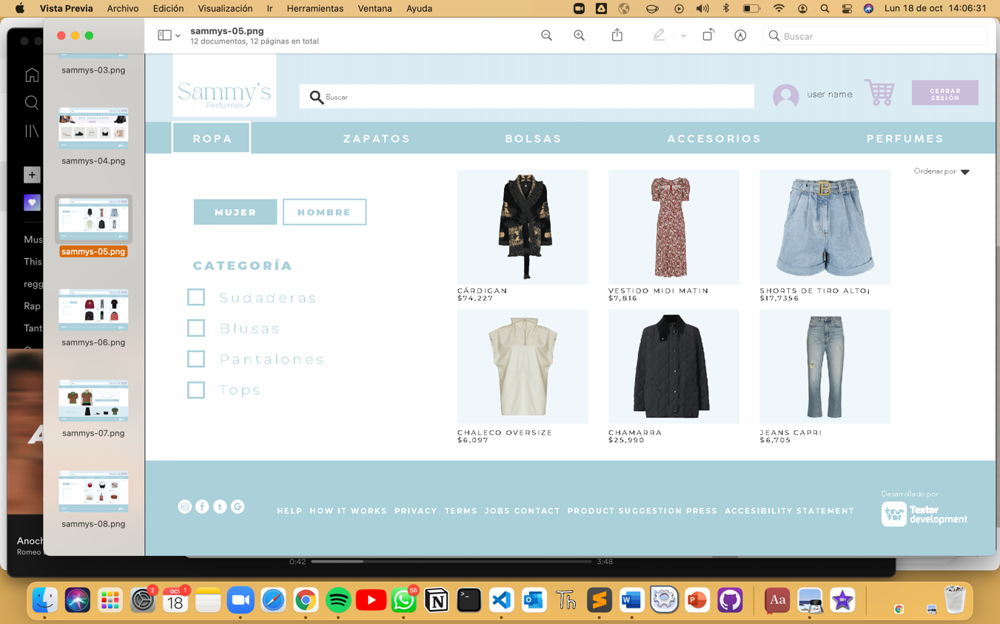 Vista Previa Archivo Edición Visualización Ir Herramientas Ventana Ayuda
Lun 18 de oct 14:06:31
sammys-05.png
12 documentos, 12 páginas en total
Buscar
sammys-03.png
sammys-04.png
sammys-05.png
sammys-06.png
sammys-07.png
sammys-08.png
Sammy's
Perfumes
Buscar
user name
CERRAR
SESIÓN
ROPA ZAPATOS BOLSAS ACCESORIOS PERFUMES
Ordenar por
MUJER HOMBRE
CATEGORÍA
Sudaderas
Blusas
Pantalones
Tops
CÁRDIGAN
$74,227
VESTIDO MIDI MATIN
$7,816
SHORTS DE TIRO ALTO¡
$17,7356
CHALECO OVERSIZE
$6,097
CHAMARRA
$25,990
JEANS CAPRI
$6,705
HELP HOW IT WORKS PRIVACY TERMS JOBS CONTACT PRODUCT SUGGESTION PRESS ACCESIBILITY STATEMENT
Desarrollado por
Testor
development
Mus
This
regg
Rap
Tant
Anoch
Romeo
0:42
3:48
2
OCT 1
18
56
Th
Aa